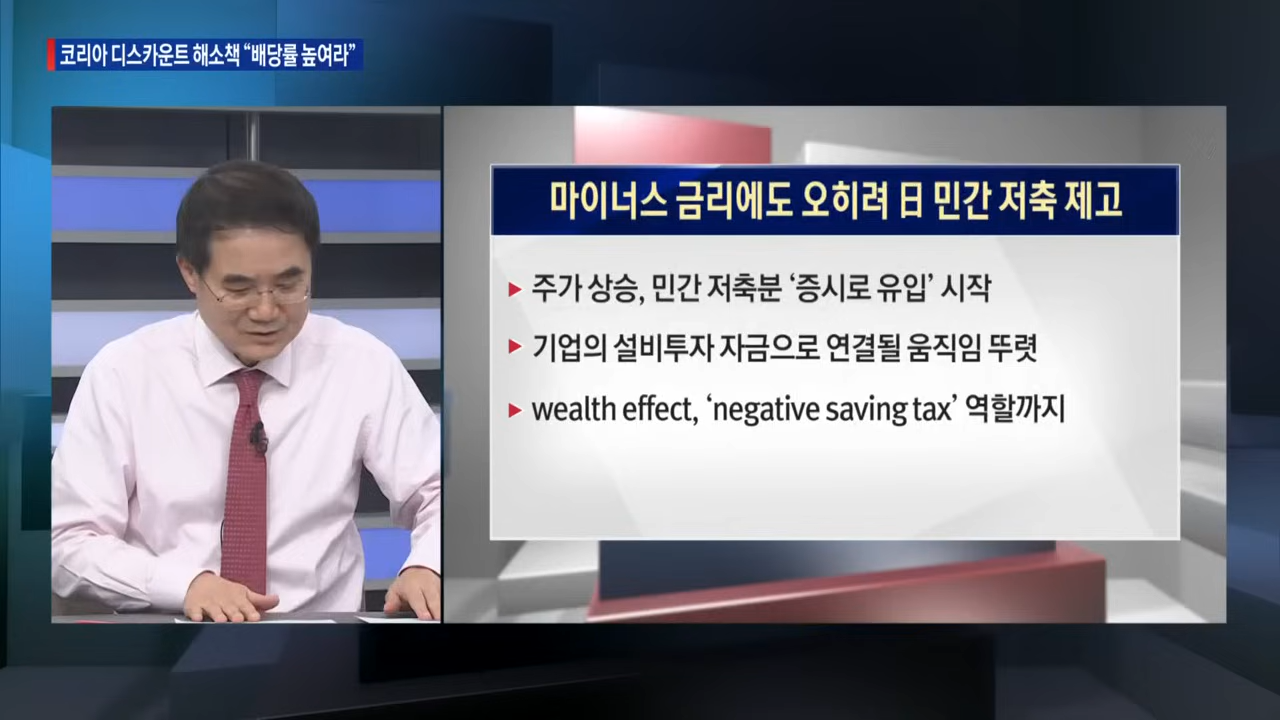 코리아 디스카운트 해소책 “배당률 높여라”
마이너스 금리에도 오히려 日 민간 저축 제고
주가 상승, 민간 저축분 ‘증시로 유입’ 시작
기업의 설비투자 자금으로 연결될 움직임 뚜렷
wealth effect, ‘negative saving tax’ 역할까지